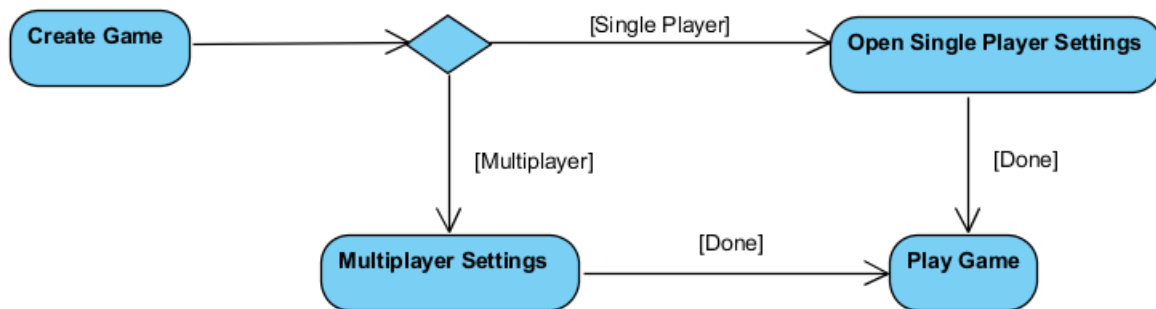 Create Game
[Single Player]
Open Single Player Settings
[Multiplayer]
[Done]
Multiplayer Settings
[Done]
Play Game